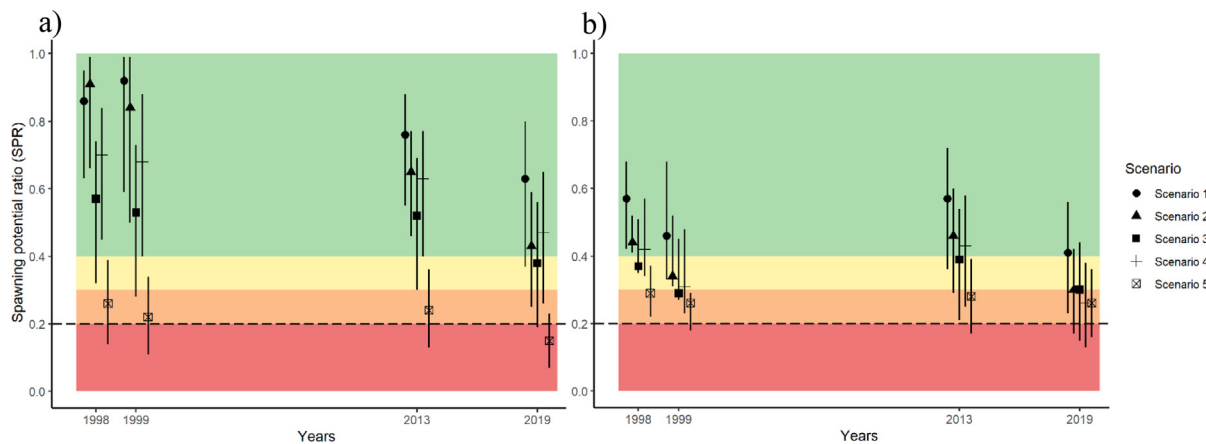 a)
b)
Spawning potential ratio (SPR)
1.0
0.8
0.6
0.4
0.2
0.0
1998 1999 2013 2019
Years
1.0
0.8
0.6
0.4
0.2
0.0
1998 1999 2013 2019
Years
Scenario
Scenario 1
Scenario 2
Scenario 3
Scenario 4
Scenario 5